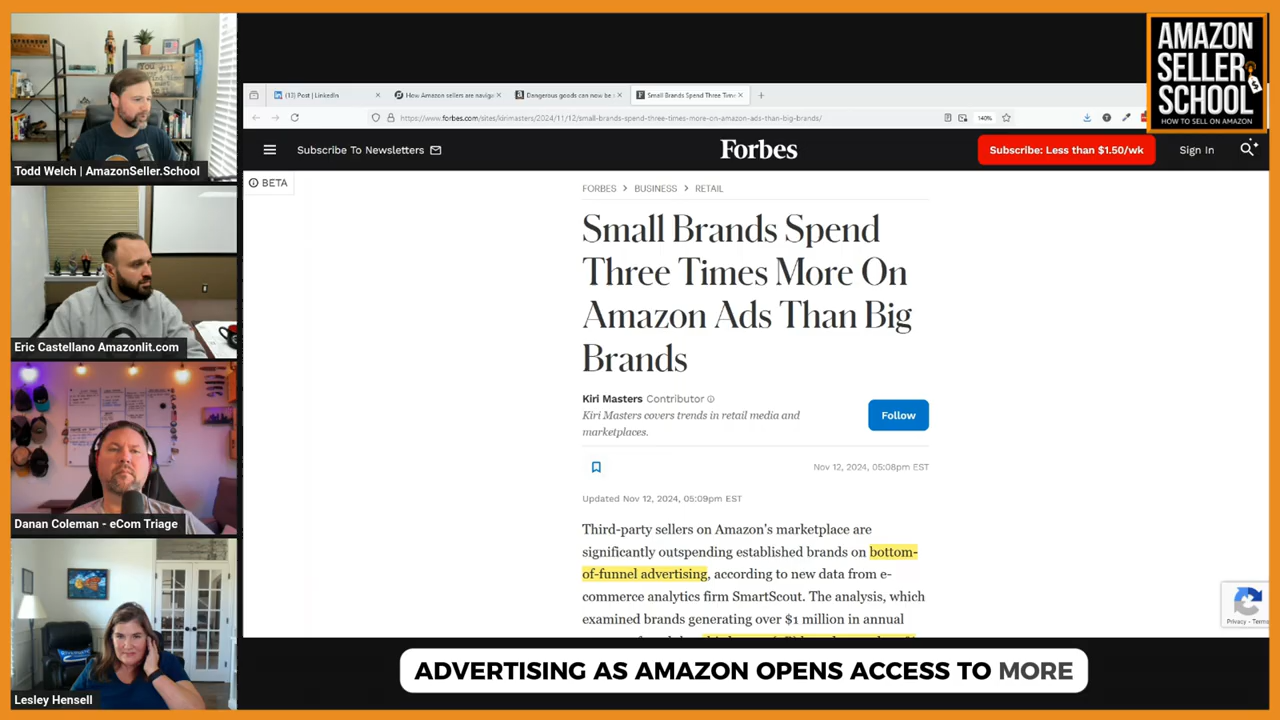 Todd Welch | AmazonSeller.School
Eric Castellano Amazonlit.com
Danan Coleman - eCom Triage
Lesley Hensell
(12) Post | LinkedIn
How Amazon sellers are naviga
Dangerous goods can now be
Small Brands Spend Three Time
https://www.forbes.com/sites/kirimasters/2024/11/12/small-brands-spend-three-times-more-on-amazon-ads-than-big-brands/
140%
Subscribe To Newsletters
Forbes
Subscribe: Less than $1.50/wk
Sign In
BETA
FORBES > BUSINESS > RETAIL
Small Brands Spend
Three Times More On
Amazon Ads Than Big
Brands
Kiri Masters Contributor
Kiri Masters covers trends in retail media and
marketplaces.
Follow
Nov 12, 2024, 05:08pm EST
Updated Nov 12, 2024, 05:09pm EST
Third-party sellers on Amazon's marketplace are
significantly outspending established brands on bottom-
of-funnel advertising, according to new data from e-
commerce analytics firm SmartScout. The analysis, which
examined brands generating over $1 million in annual
Privacy - Terms
AMAZON
SELLER
SCHOOL
HOW TO SELL ON AMAZON
ADVERTISING AS AMAZON OPENS ACCESS TO MORE